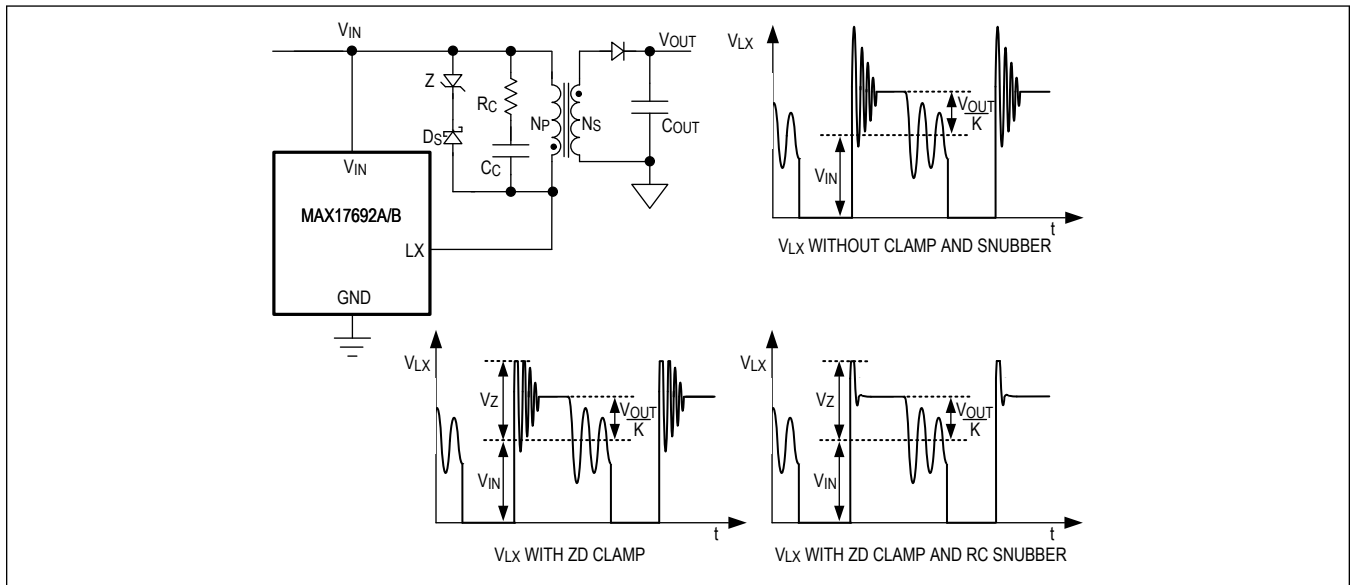 VIN
VOUT
Z
RC
NP
NS
COUT
DS
CC
VIN
MAX17692A/B
LX
GND
VLX
VOUT
K
VIN
t
VLX WITHOUT CLAMP AND SNUBBER
VLX
VZ
VOUT
K
VIN
t
VLX WITH ZD CLAMP
VLX
VZ
VOUT
K
VIN
t
VLX WITH ZD CLAMP AND RC SNUBBER